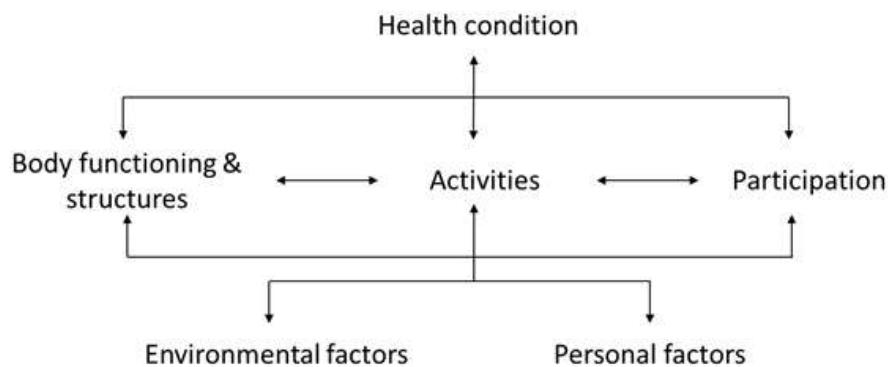 Health condition
Body functioning &
structures
Activities
Participation
Environmental factors
Personal factors